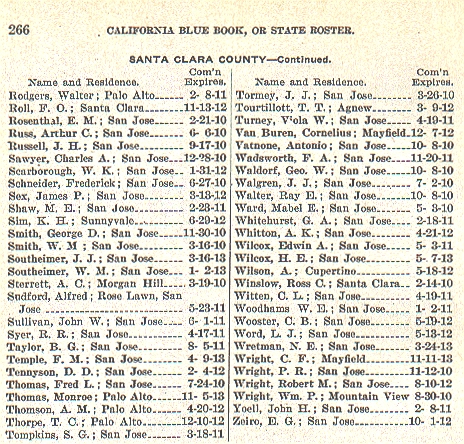 266 CALIFORNIA BLUE BOOK, OR STATE ROSTER.
SANTA CLARA COUNTY—Continued.
Com'n
Name and Residence. Expires.
Rodgers, Walter; Palo Alto 2- 8-11
Roll, F. O.; Santa Clara 11-13-12
Rosenthal, E. M.; San Jose 2-21-10
Russ, Arthur C.; San Jose 6- 6-10
Russell, J. H.; San Jose 9-17-10
Sawyer, Charles A.; San Jose 12-28-10
Scarborough, W. K.; San Jose 1-31-12
Schneider, Frederick; San Jose 6-27-10
Sex, James P.; San Jose 3-13-12
Shaw, M. E.; San Jose 2-23-11
Sim, K. H.; Sunnyvale 6-29-12
Smith, George D.; San Jose 11-30-10
Smith, W. M; San Jose 3-16-10
Southeimer, J. J.; San Jose 3-16-13
Southeimer, W. M.; San Jose 1- 2-13
Sterrett, A. C.; Morgan Hill 3-19-10
Sudford, Alfred; Rose Lawn, San
Jose 5-23-11
Sullivan, John W.; San Jose 6- 1-11
Syer, R. R.; San Jose 4-17-11
Taylor, B. G.; San Jose 8- 5-11
Temple, F. M.; San Jose 4- 9-13
Tennyson, D. D.; San Jose 2- 4-12
Thomas, Fred L.; San Jose 7-24-10
Thomas, Monroe; Palo Alto 11- 5-13
Thomson, A. M.; Palo Alto 4-20-12
Thorpe, T. C.; Palo Alto 12-10-12
Tompkins, S. G.; San Jose 3-18-11
Com'n
Name and Residence. Expires.
Tormey, J. J.; San Jose 3-26-10
Tourtillott, T. T.; Agnew 3- 9-12
Turney, Viola W.; San Jose 4-19-11
Van Buren, Cornelius; Mayfield 12- 7-12
Vatnone, Antonio; San Jose 10- 8-10
Wadsworth, F. A.; San Jose 11-20-11
Waldorf, Geo. W.; San Jose 10- 8-10
Walgren, J. J.; San Jose 7- 2-10
Walter, Ray E.; San Jose 10- 8-10
Ward, Mabel E.; San Jose 5- 3-10
Whitehurst, G. A.; San Jose 2-18-11
Whitton, A. K.; San Jose 4-21-12
Wilcox, Edwin A.; San Jose 5- 3-11
Wilcox, H. E.; San Jose 5- 7-13
Wilson, A.; Cupertino 5-18-12
Winslow, Ross C.; Santa Clara 2-14-10
Witten, C. L.; San Jose 4-19-11
Woodhams W. E.; San Jose 1- 2-11
Wooster, C. B.; San Jose 5-19-12
Word, L. J.; San Jose 5-13-12
Wretman, N. E.; San Jose 3-24-13
Wright, C. F.; Mayfield 11-11-13
Wright, P. R.; San Jose 11-12-10
Wright, Robert M.; San Jose 8-10-12
Wright, Wm. P.; Mountain View 8-30-10
Yoell, John H.; San Jose 2- 8-11
Zeiro, E. G.; San Jose 10- 1-12